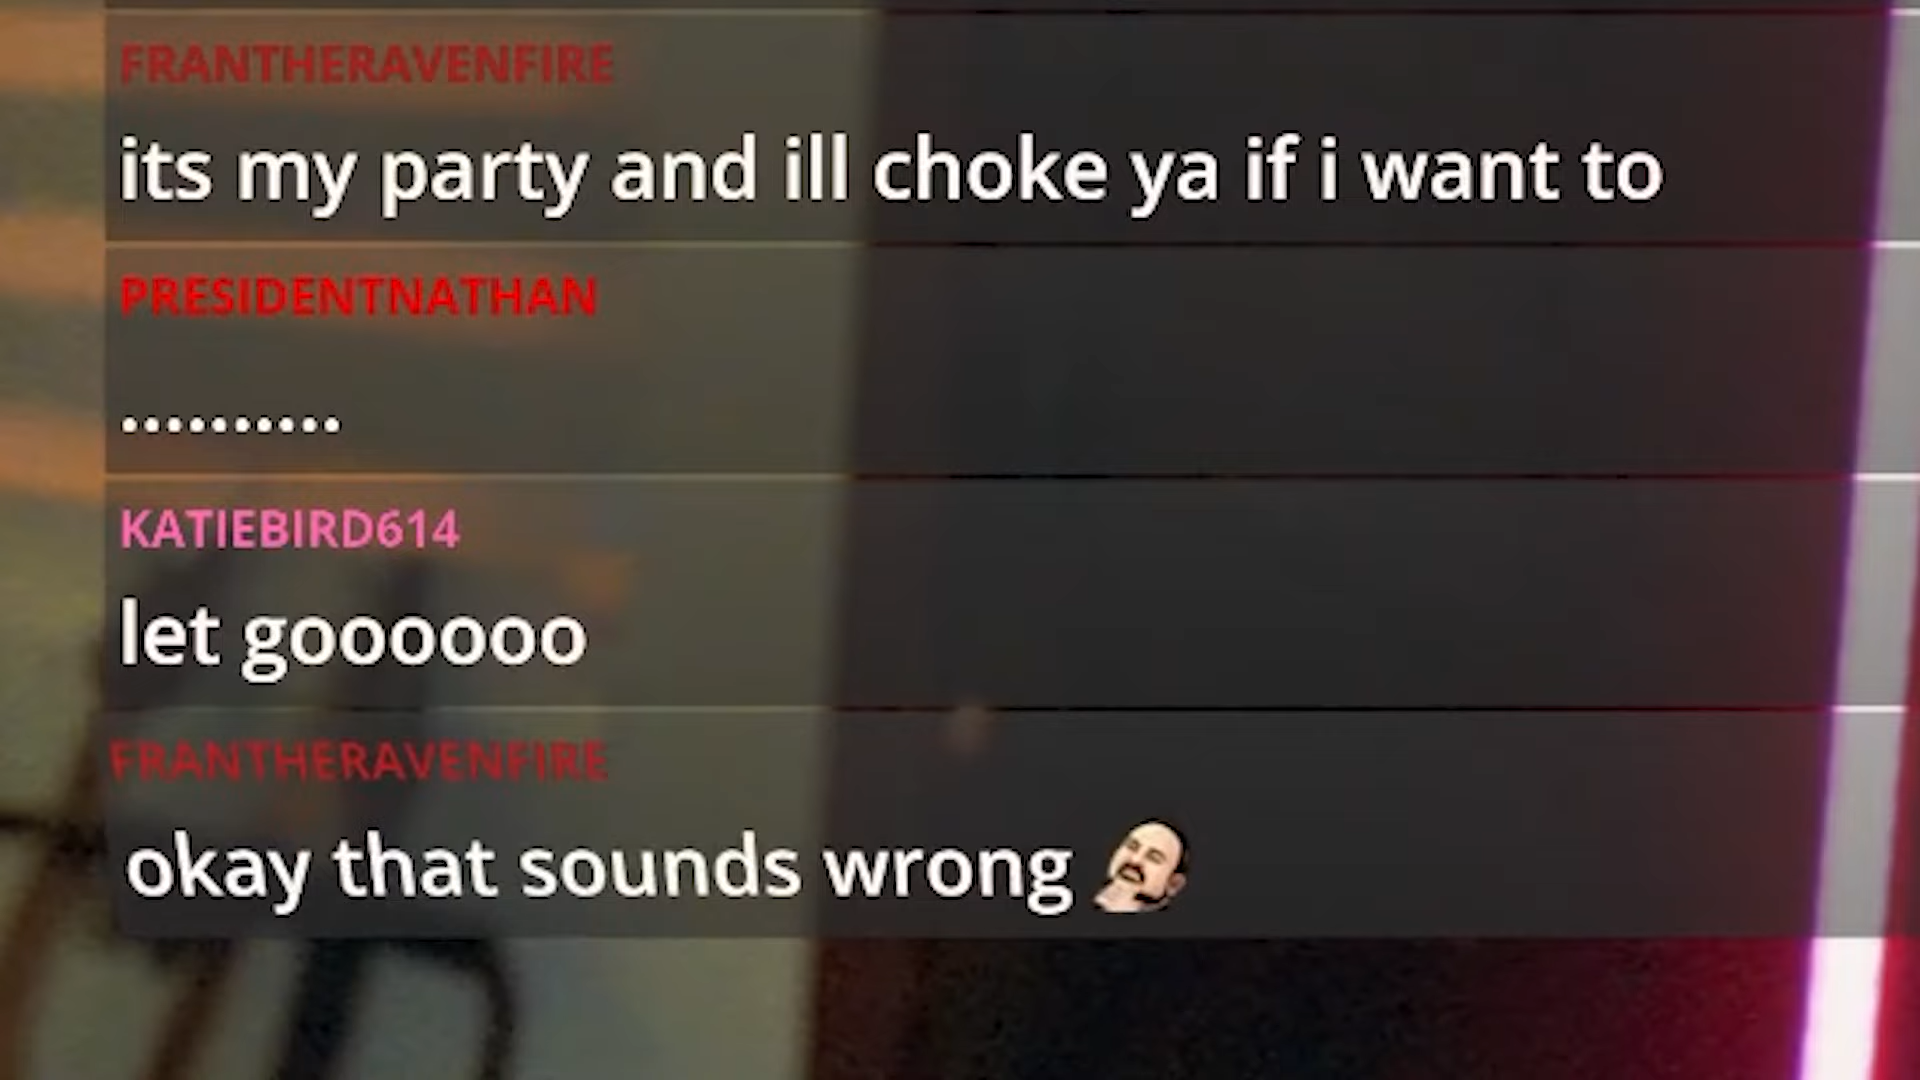 FRANTHERAVENFIRE
its my party and ill choke ya if i want to
PRESIDENTNATHAN
..........
KATIEBIRD614
let goooooo
FRANTHERAVENFIRE
okay that sounds wrong